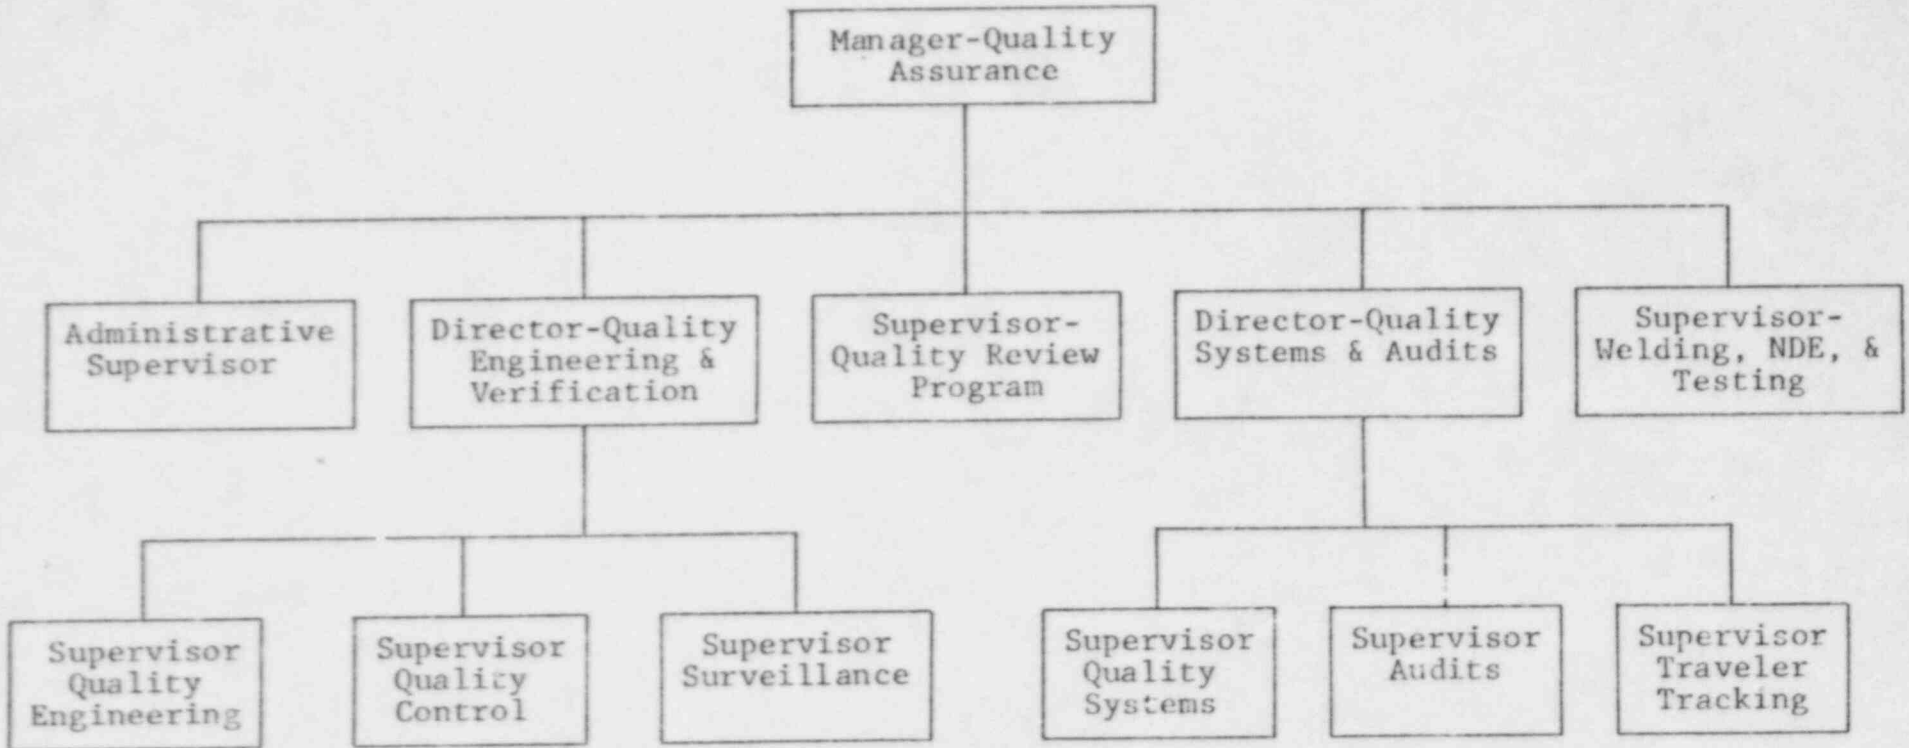 Manager-Quality
Assurance
Administrative
Supervisor
Director-Quality
Engineering &
Verification
Supervisor-
Quality Review
Program
Director-Quality
Systems & Audits
Supervisor-
Welding, NDE, &
Testing
Supervisor
Quality
Engineering
Supervisor
Quality
Control
Supervisor
Surveillance
Supervisor
Quality
Systems
Supervisor
Audits
Supervisor
Traveler
Tracking